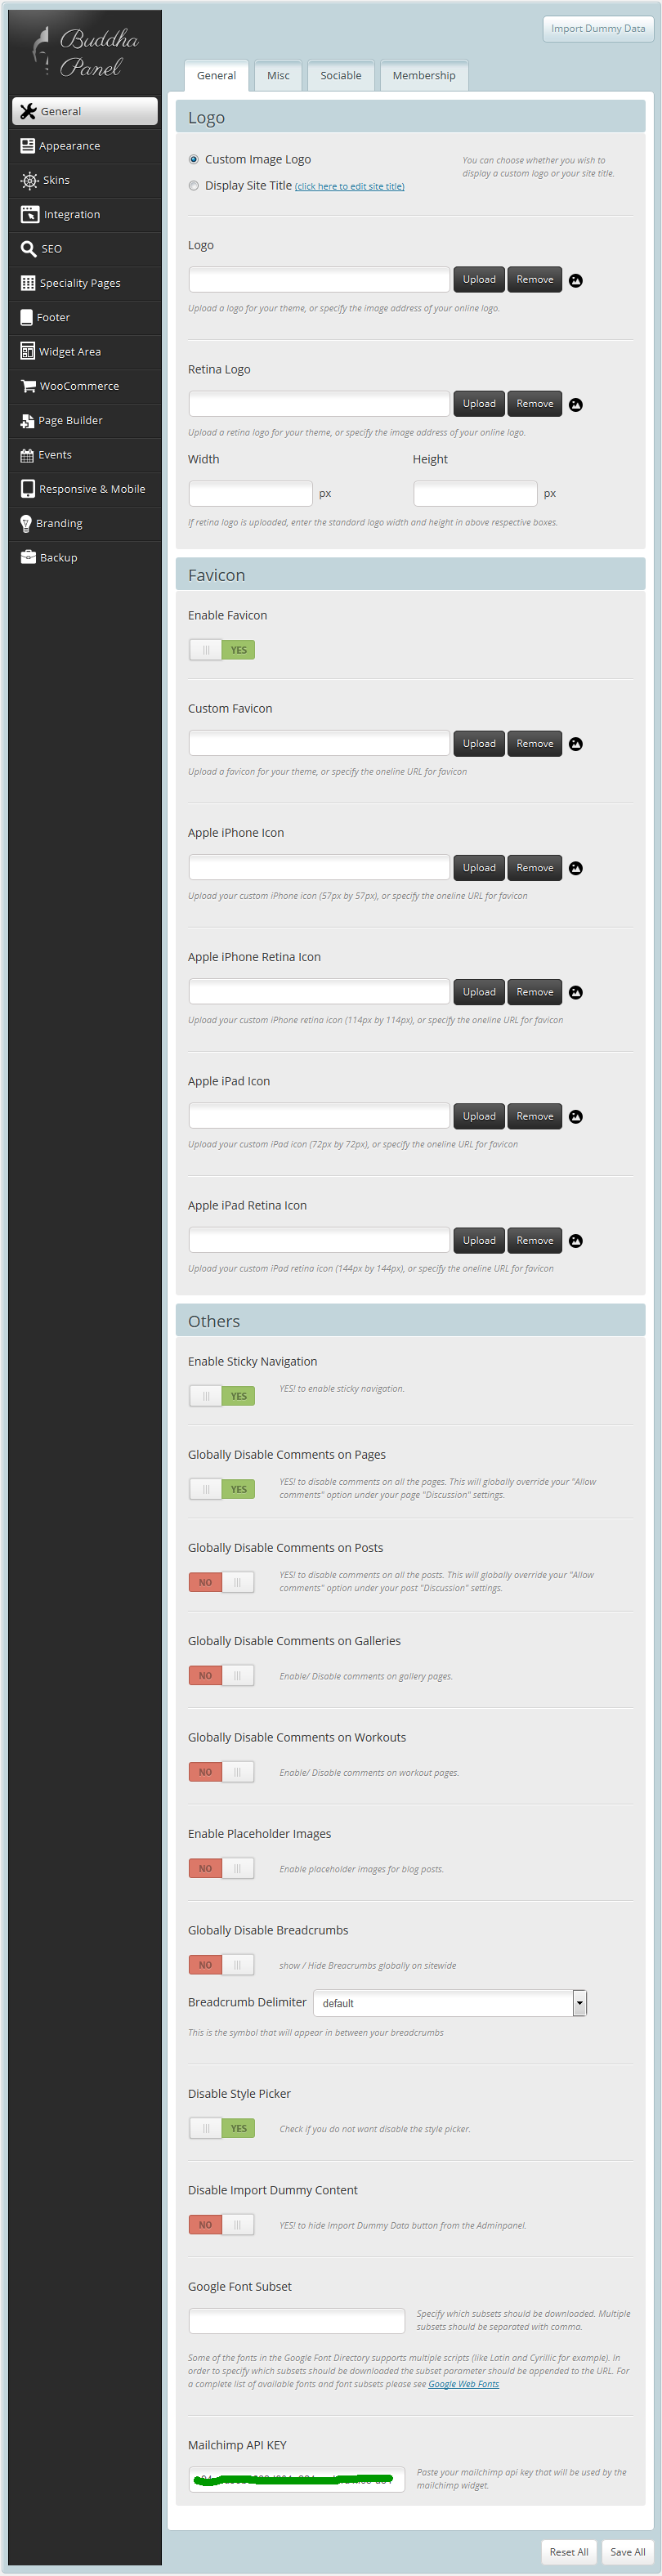 Buddha
Panel
Import Dummy Data
General
Misc
Sociable
Membership
General
Appearance
Skins
Integration
SEO
Speciality Pages
Footer
Widget Area
WooCommerce
Page Builder
Events
Responsive & Mobile
Branding
Backup
Logo
Custom Image Logo
Display Site Title (click here to edit site title)
You can choose whether you wish to
display a custom logo or your site title.
Logo
Upload Remove
Upload a logo for your theme, or specify the image address of your online logo.
Retina Logo
Upload Remove
Upload a retina logo for your theme, or specify the image address of your online logo.
Width Height
px px
If retina logo is uploaded, enter the standard logo width and height in above respective boxes.
Favicon
Enable Favicon
YES
Custom Favicon
Upload Remove
Upload a favicon for your theme, or specify the oneline URL for favicon
Apple iPhone Icon
Upload Remove
Upload your custom iPhone icon (57px by 57px), or specify the oneline URL for favicon
Apple iPhone Retina Icon
Upload Remove
Upload your custom iPhone retina icon (114px by 114px), or specify the oneline URL for favicon
Apple iPad Icon
Upload Remove
Upload your custom iPad icon (72px by 72px), or specify the oneline URL for favicon
Apple iPad Retina Icon
Upload Remove
Upload your custom iPad retina icon (144px by 144px), or specify the oneline URL for favicon
Others
Enable Sticky Navigation
YES
YES! to enable sticky navigation.
Globally Disable Comments on Pages
YES
YES! to disable comments on all the pages. This will globally override your "Allow
comments" option under your page "Discussion" settings.
Globally Disable Comments on Posts
NO
YES! to disable comments on all the posts. This will globally override your "Allow
comments" option under your post "Discussion" settings.
Globally Disable Comments on Galleries
NO
Enable/ Disable comments on gallery pages.
Globally Disable Comments on Workouts
NO
Enable/ Disable comments on workout pages.
Enable Placeholder Images
NO
Enable placeholder images for blog posts.
Globally Disable Breadcrumbs
NO
show / Hide Breacrumbs globally on sitewide
Breadcrumb Delimiter default
This is the symbol that will appear in between your breadcrumbs
Disable Style Picker
YES
Check if you do not want disable the style picker.
Disable Import Dummy Content
NO
YES! to hide Import Dummy Data button from the Adminpanel.
Google Font Subset
Specify which subsets should be downloaded. Multiple
subsets should be separated with comma.
Some of the fonts in the Google Font Directory supports multiple scripts (like Latin and Cyrillic for example). In
order to specify which subsets should be downloaded the subset parameter should be appended to the URL. For
a complete list of available fonts and font subsets please see Google Web Fonts
Mailchimp API KEY
Paste your mailchimp api key that will be used by the
mailchimp widget.
Reset All
Save All